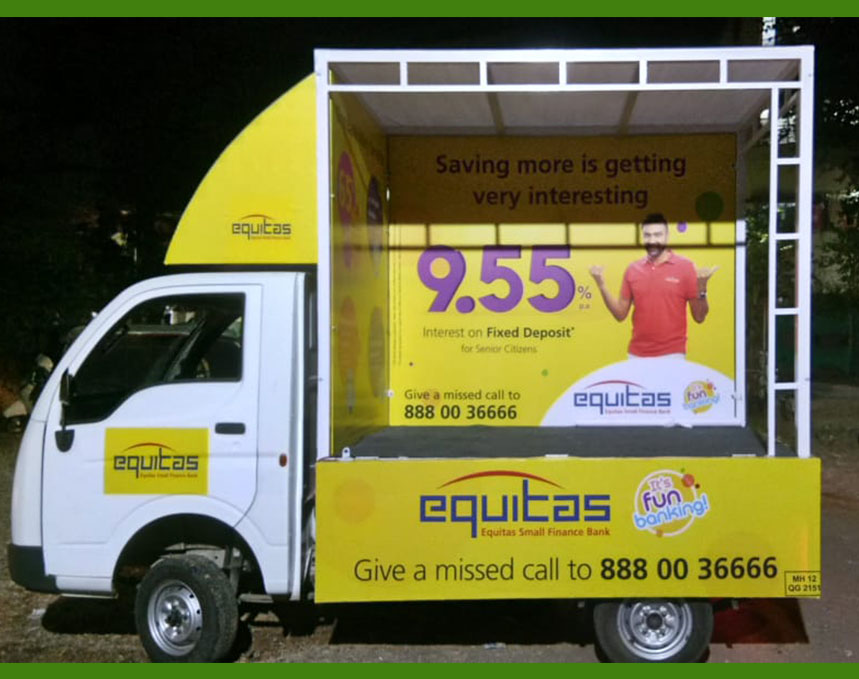 equitas
Saving more is getting
very interesting
9.55% p.a.
Interest on Fixed Deposit*
for Senior Citizens
Give a missed call to
888 00 36666
equitas
Equitas Small Finance Bank
fun
banking!
equitas
Equitas Small Finance Bank
equitas
Equitas Small Finance Bank
It's
fun
banking!
Give a missed call to 888 00 36666
MH 12
QG 2151